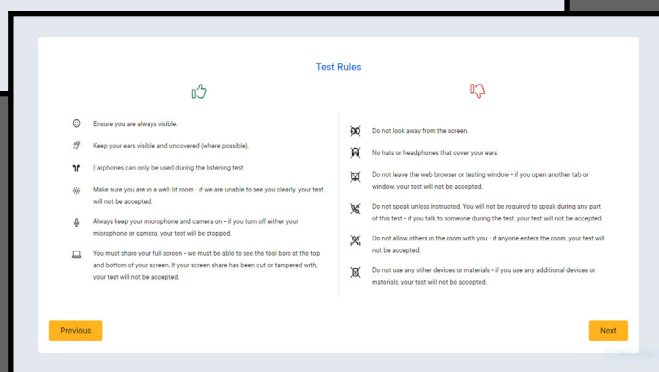 Test Rules
Ensure you are always visible.
Keep your ears visible and uncovered (where possible).
Earphones can only be used during the listening test
Make sure you are in a well-lit room - if we are unable to see you clearly, your test
will not be accepted.
Always keep your microphone and camera on - if you turn off either your
microphone or camera, your test will be stopped.
You must share your full screen - we must be able to see the tool bars at the top
and bottom of your screen. If your screen share has been cut or tampered with,
your test will not be accepted.
Do not look away from the screen.
No hats or headphones that cover your ears.
Do not leave the web browser or testing window - if you open another tab or
window, your test will not be accepted.
Do not speak unless instructed. You will not be required to speak during any part
of this test - if you talk to someone during the test, your test will not be accepted.
Do not allow others in the room with you - if anyone enters the room, your test will
not be accepted.
Do not use any other devices or materials - if you use any additional devices or
materials, your test will not be accepted.
Previous
Next